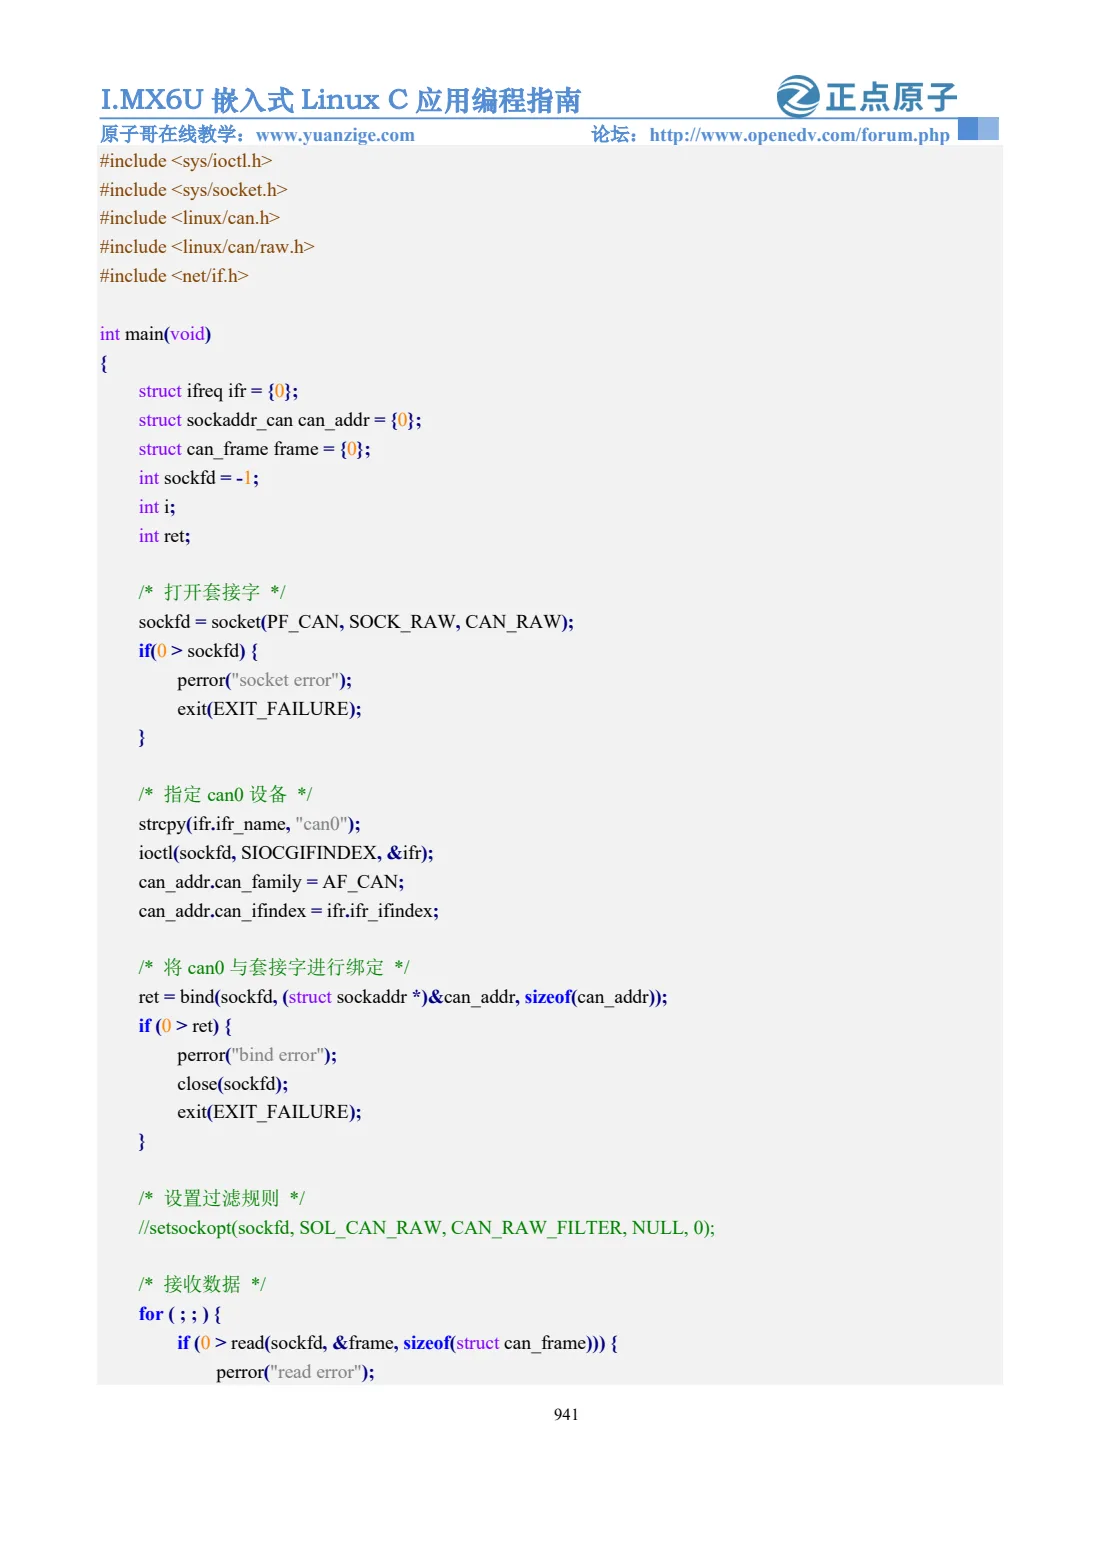 I.MX6U 嵌入式 Linux C 应用编程指南
正点原子
原子哥在线教学：www.yuanzige.com 论坛：http://www.openedv.com/forum.php
#include <sys/ioctl.h>
#include <sys/socket.h>
#include <linux/can.h>
#include <linux/can/raw.h>
#include <net/if.h>
int main(void)
{
struct ifreq ifr = {0};
struct sockaddr_can can_addr = {0};
struct can_frame frame = {0};
int sockfd = -1;
int i;
int ret;
/* 打开套接字 */
sockfd = socket(PF_CAN, SOCK_RAW, CAN_RAW);
if(0 > sockfd) {
perror("socket error");
exit(EXIT_FAILURE);
}
/* 指定 can0 设备 */
strcpy(ifr.ifr_name, "can0");
ioctl(sockfd, SIOCGIFINDEX, &ifr);
can_addr.can_family = AF_CAN;
can_addr.can_ifindex = ifr.ifr_ifindex;
/* 将 can0 与套接字进行绑定 */
ret = bind(sockfd, (struct sockaddr *)&can_addr, sizeof(can_addr));
if (0 > ret) {
perror("bind error");
close(sockfd);
exit(EXIT_FAILURE);
}
/* 设置过滤规则 */
//setsockopt(sockfd, SOL_CAN_RAW, CAN_RAW_FILTER, NULL, 0);
/* 接收数据 */
for ( ; ; ) {
if (0 > read(sockfd, &frame, sizeof(struct can_frame))) {
perror("read error");
941